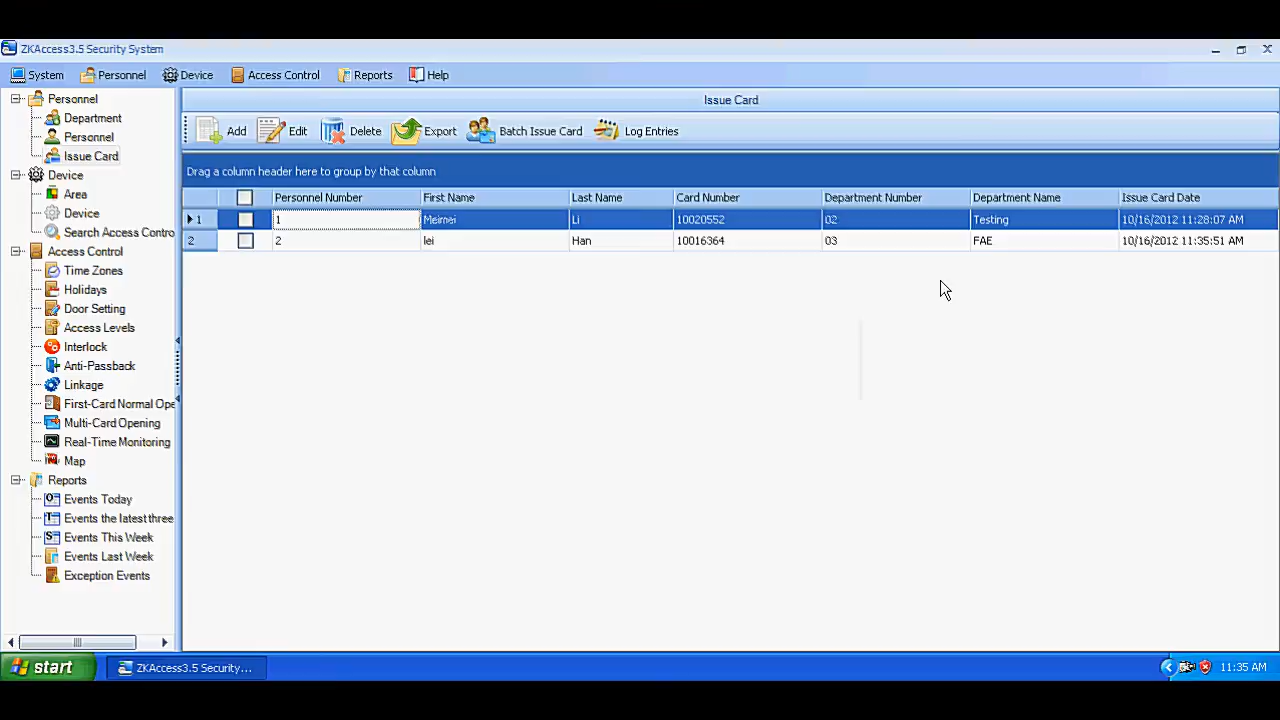 ZKAccess3.5 Security System
System Personnel Device Access Control Reports Help
Personnel
Department
Personnel
Issue Card
Device
Area
Device
Search Access Contro
Access Control
Time Zones
Holidays
Door Setting
Access Levels
Interlock
Anti-Passback
Linkage
First-Card Normal Ope
Multi-Card Opening
Real-Time Monitoring
Map
Reports
Events Today
Events the latest three
Events This Week
Events Last Week
Exception Events
Issue Card
Add Edit Delete Export Batch Issue Card Log Entries
Drag a column header here to group by that column
Personnel Number First Name Last Name Card Number Department Number Department Name Issue Card Date
1 1 Meimei Li 10020552 02 Testing 10/16/2012 11:28:07 AM
2 2 lei Han 10016364 03 FAE 10/16/2012 11:35:51 AM
start ZKAccess3.5 Security... 11:35 AM